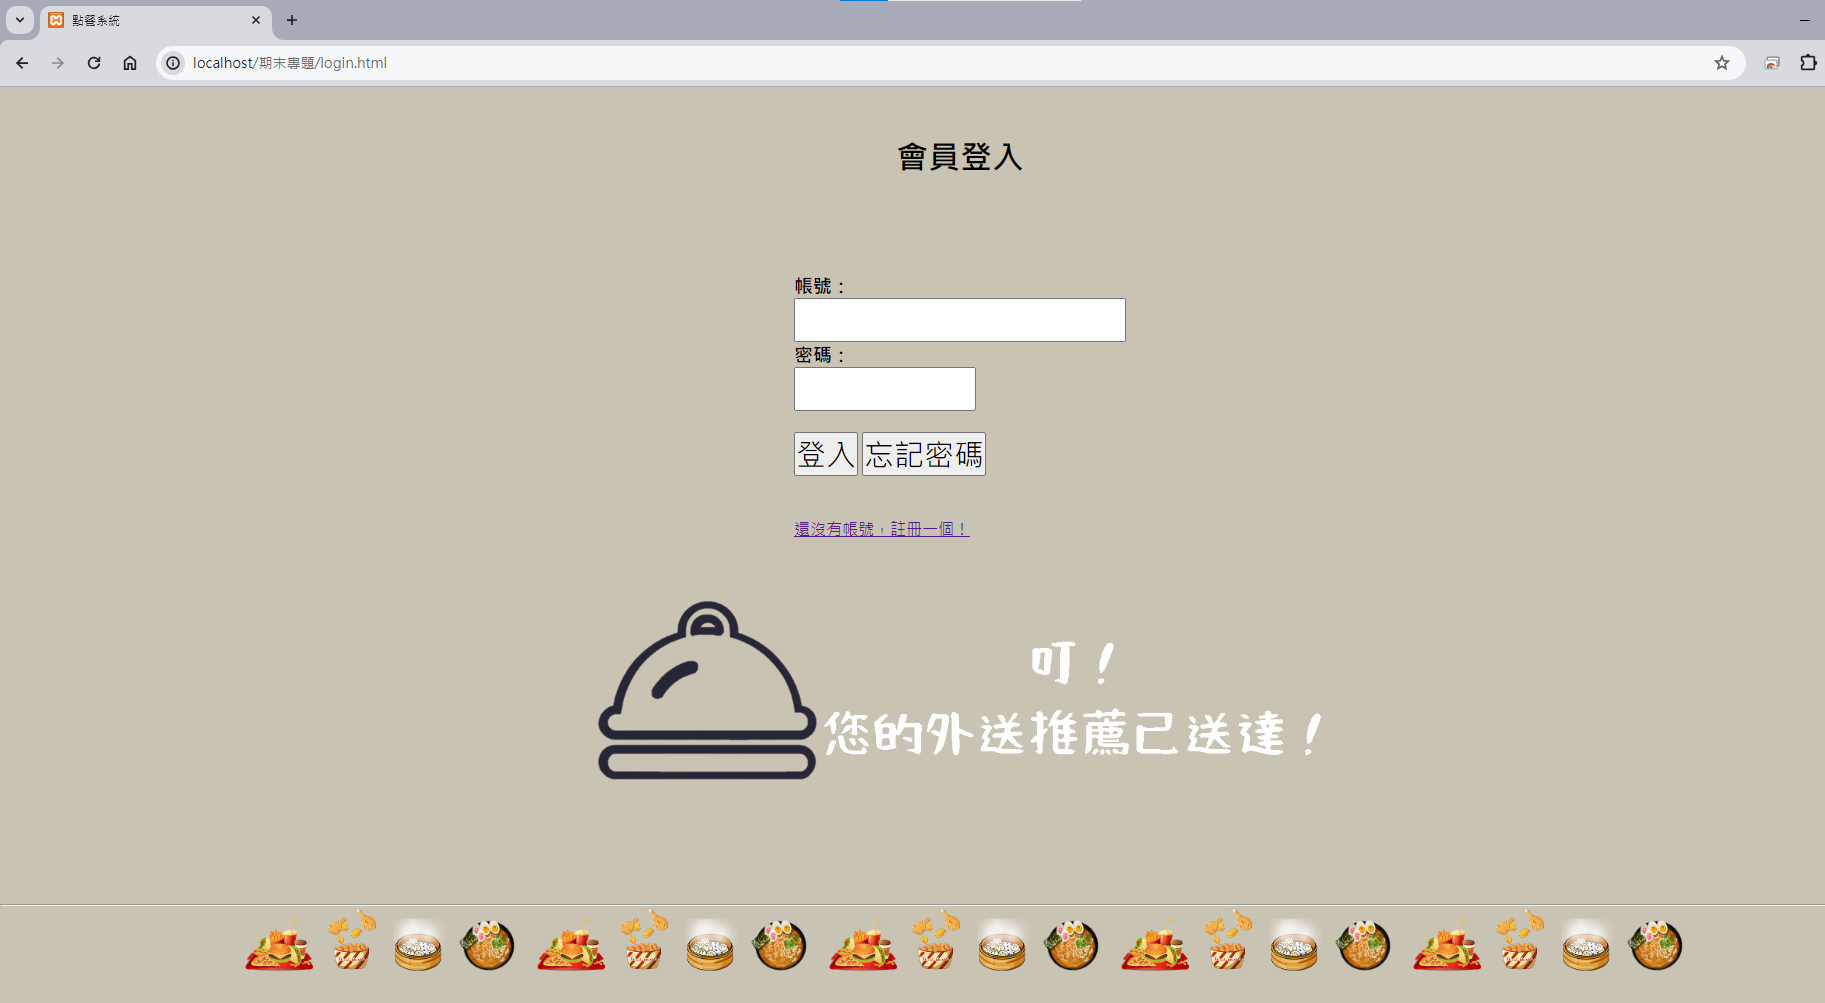 點餐系統
localhost/期末專題/login.html
會員登入
帳號：
密碼：
登入 忘記密碼
還沒有帳號，註冊一個！
叮！
您的外送推薦已送達！